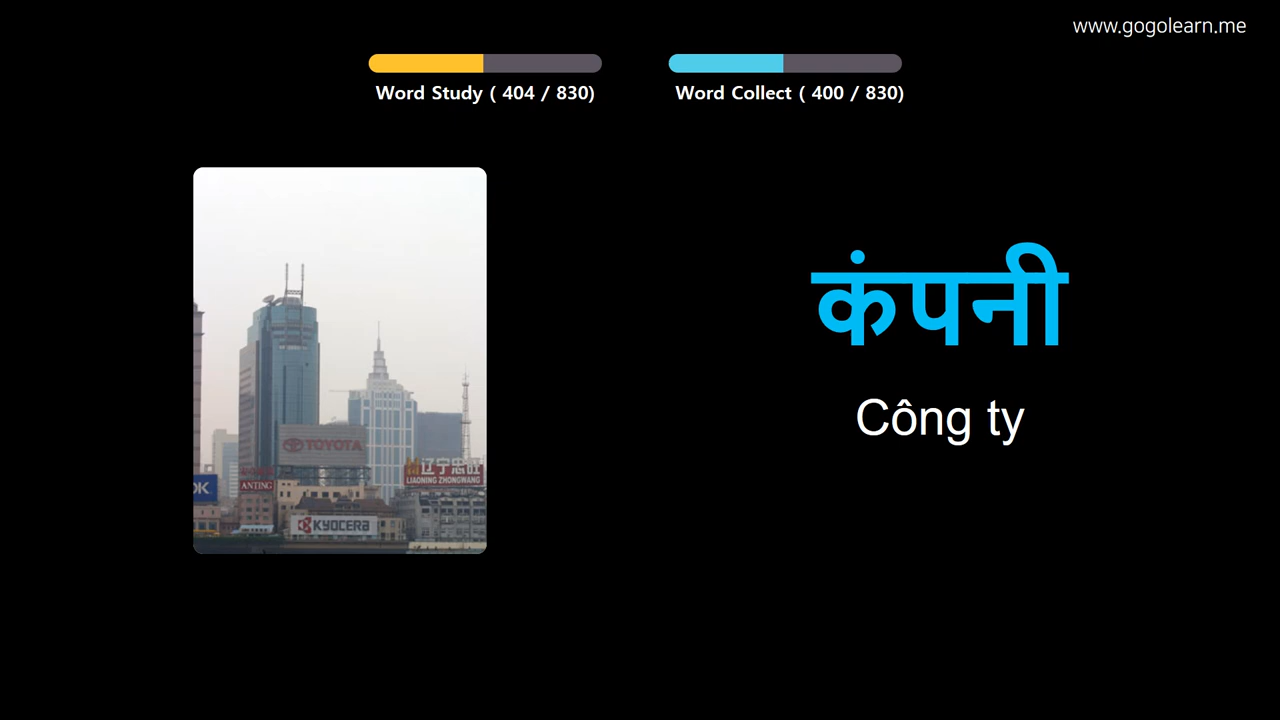 www.gogolearn.me
Word Study ( 404 / 830)
Word Collect ( 400 / 830)
कंपनी
Công ty
TOYOTA
辽宁忠旺
LIAONING ZHONGWANG
OK
ANTING
KYOCERA